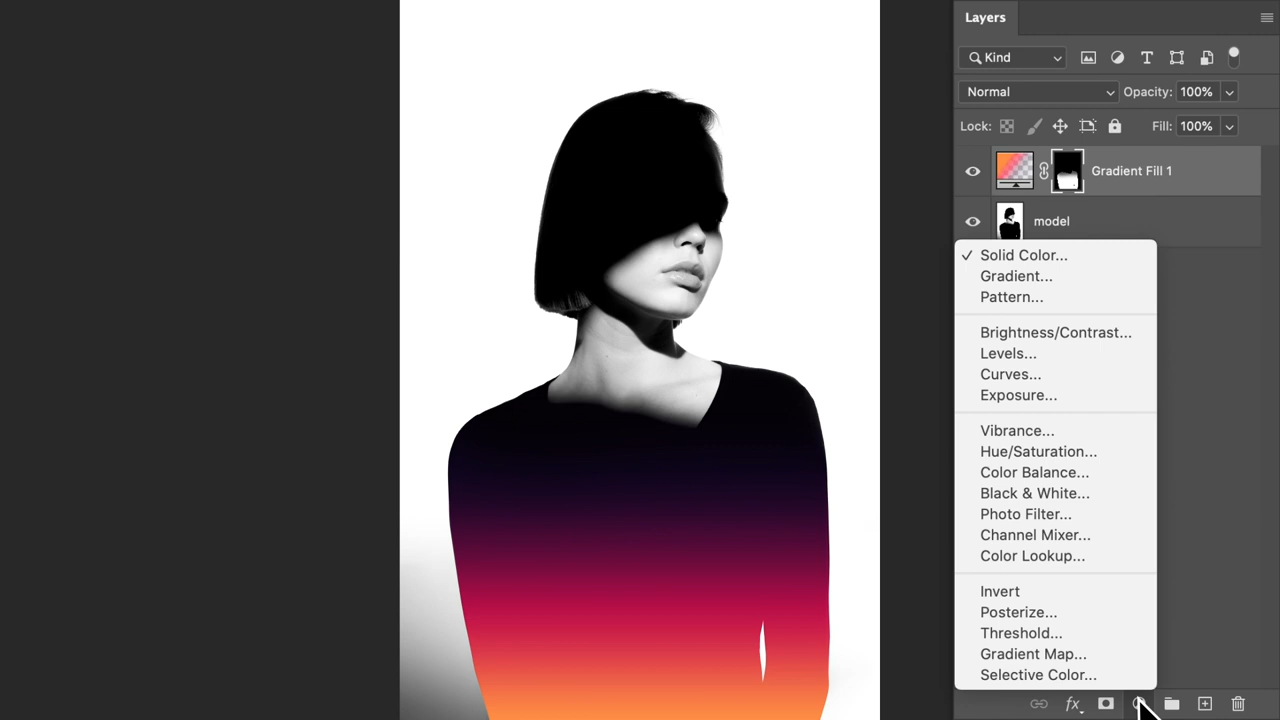 Layers
Kind
Normal
Opacity: 100%
Lock:
Fill: 100%
Gradient Fill 1
model
Solid Color...
Gradient...
Pattern...
Brightness/Contrast...
Levels...
Curves...
Exposure...
Vibrance...
Hue/Saturation...
Color Balance...
Black & White...
Photo Filter...
Channel Mixer...
Color Lookup...
Invert
Posterize...
Threshold...
Gradient Map...
Selective Color...
fx